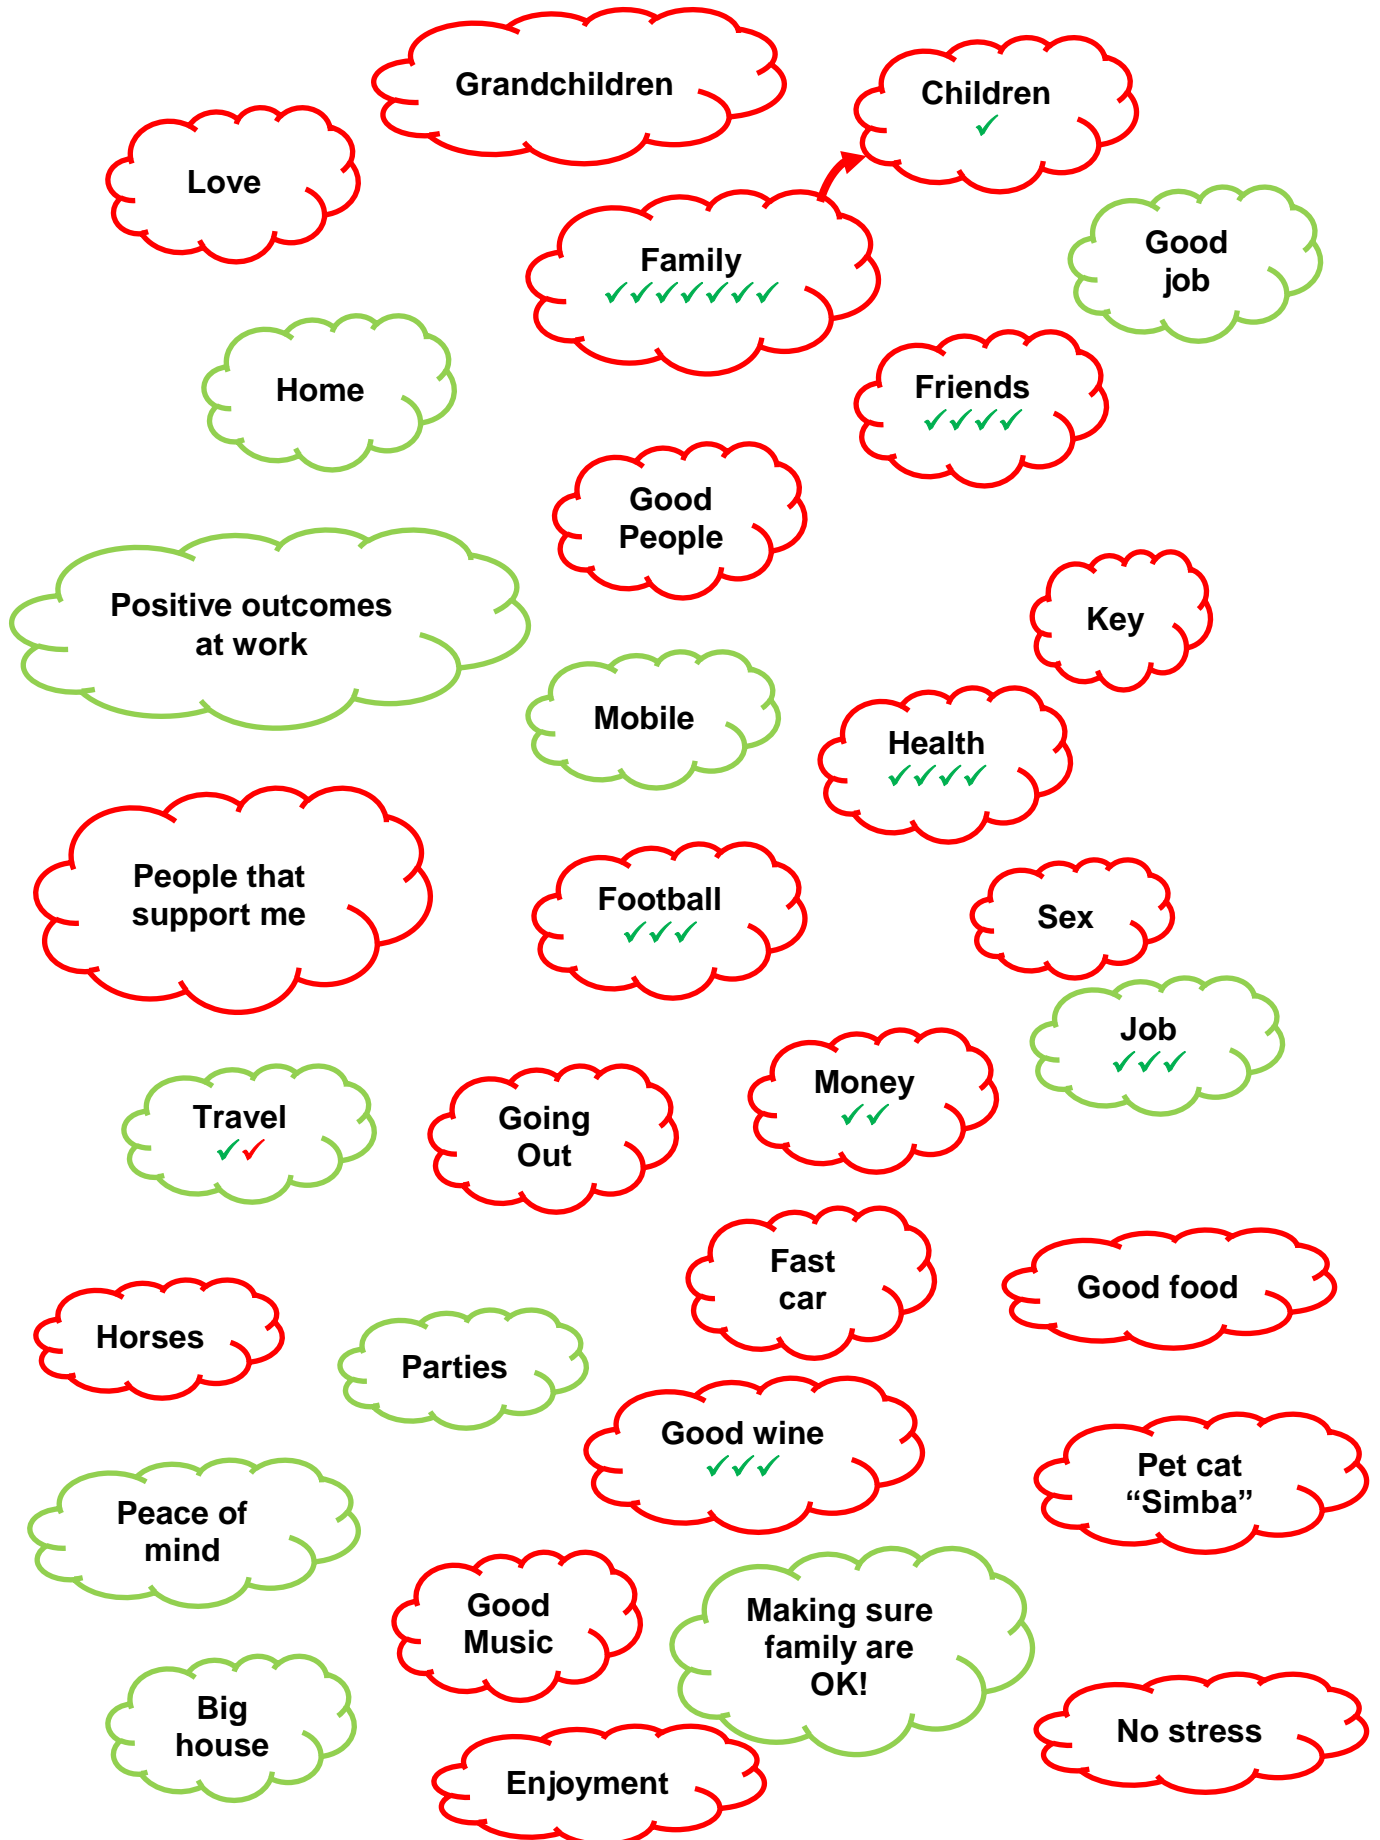 Grandchildren
Children
✓
Love
Family
✓✓✓✓✓✓✓
Good
job
Home
Friends
✓✓✓✓
Good
People
Positive outcomes
at work
Key
Mobile
Health
✓✓✓✓
People that
support me
Football
✓✓✓
Sex
Job
✓✓✓
Travel
✓✓
Going
Out
Money
✓✓
Fast
car
Good food
Horses
Parties
Good wine
✓✓✓
Pet cat
“Simba”
Peace of
mind
Good
Music
Making sure
family are
OK!
Big
house
No stress
Enjoyment